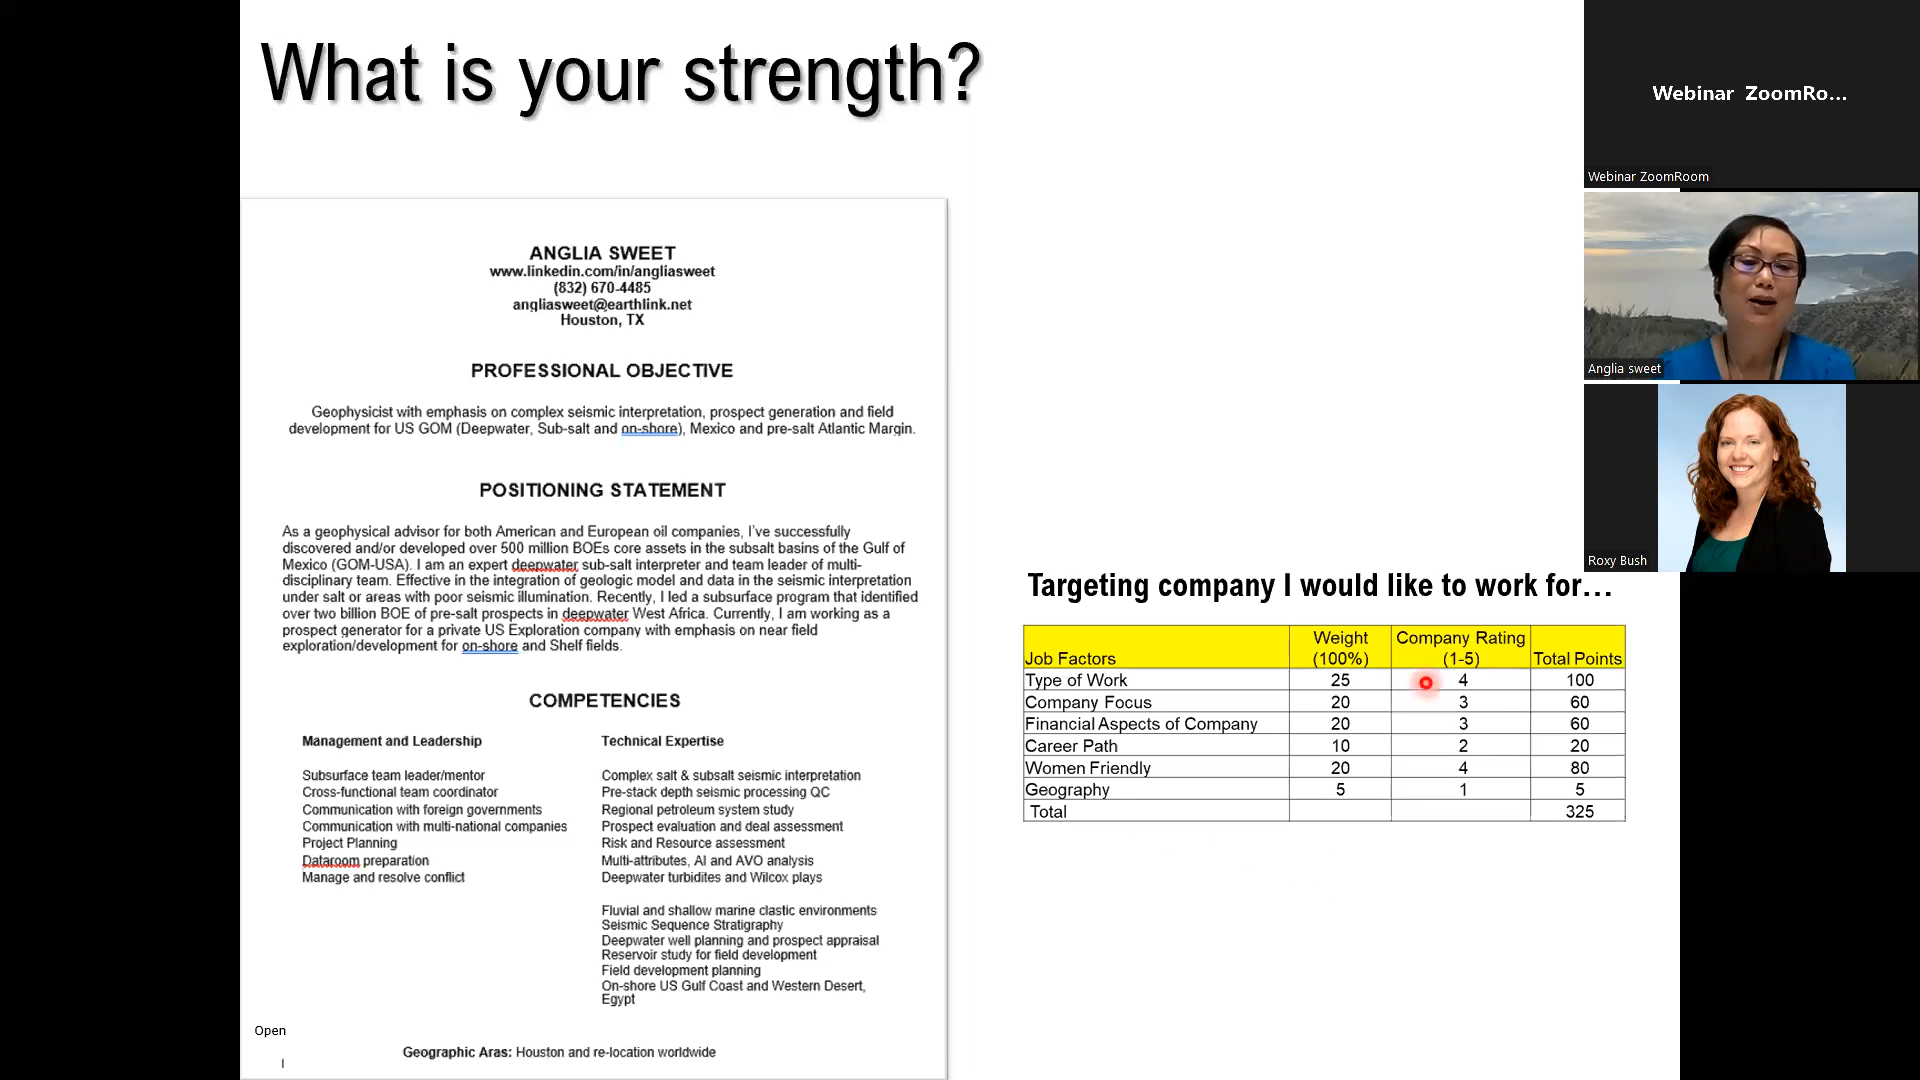 What is your strength?
ANGLIA SWEET
www.linkedin.com/in/angliasweet
(832) 670-4485
angliasweet@earthlink.net
Houston, TX
PROFESSIONAL OBJECTIVE
Geophysicist with emphasis on complex seismic interpretation, prospect generation and field
development for US GOM (Deepwater, Sub-salt and on-shore), Mexico and pre-salt Atlantic Margin.
POSITIONING STATEMENT
As a geophysical advisor for both American and European oil companies, I've successfully
discovered and/or developed over 500 million BOEs core assets in the subsalt basins of the Gulf of
Mexico (GOM-USA). I am an expert deepwater sub-salt interpreter and team leader of multi-
disciplinary team. Effective in the integration of geologic model and data in the seismic interpretation
under salt or areas with poor seismic illumination. Recently, I led a subsurface program that identified
over two billion BOE of pre-salt prospects in deepwater West Africa. Currently, I am working as a
prospect generator for a private US Exploration company with emphasis on near field
exploration/development for on-shore and Shelf fields.
COMPETENCIES
Management and Leadership
Subsurface team leader/mentor
Cross-functional team coordinator
Communication with foreign governments
Communication with multi-national companies
Project Planning
Dataroom preparation
Manage and resolve conflict
Technical Expertise
Complex salt & subsalt seismic interpretation
Pre-stack depth seismic processing QC
Regional petroleum system study
Prospect evaluation and deal assessment
Risk and Resource assessment
Multi-attributes, AI and AVO analysis
Deepwater turbidites and Wilcox plays
Fluvial and shallow marine clastic environments
Seismic Sequence Stratigraphy
Deepwater well planning and prospect appraisal
Reservoir study for field development
Field development planning
On-shore US Gulf Coast and Western Desert,
Egypt
Open
Geographic Aras: Houston and re-location worldwide
Targeting company I would like to work for...
Job Factors Weight (100%) Company Rating (1-5) Total Points
Type of Work 25 4 100
Company Focus 20 3 60
Financial Aspects of Company 20 3 60
Career Path 10 2 20
Women Friendly 20 4 80
Geography 5 1 5
Total 325
Webinar ZoomRo...
Webinar ZoomRoom
Anglia sweet
Roxy Bush